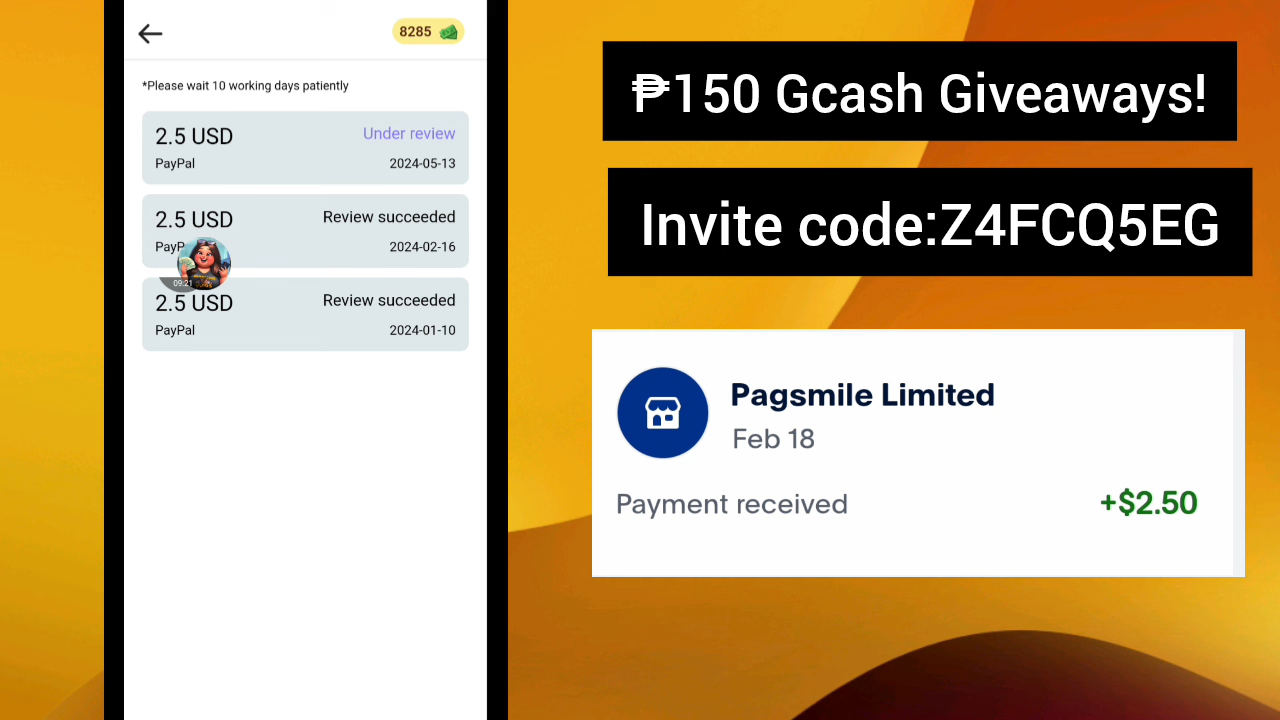 8285
*Please wait 10 working days patiently
2.5 USD Under review
PayPal 2024-05-13
2.5 USD Review succeeded
2024-02-16
09:21
2.5 USD Review succeeded
PayPal 2024-01-10
₱150 Gcash Giveaways!
Invite code:Z4FCQ5EG
Pagsmile Limited
Feb 18
Payment received +$2.50